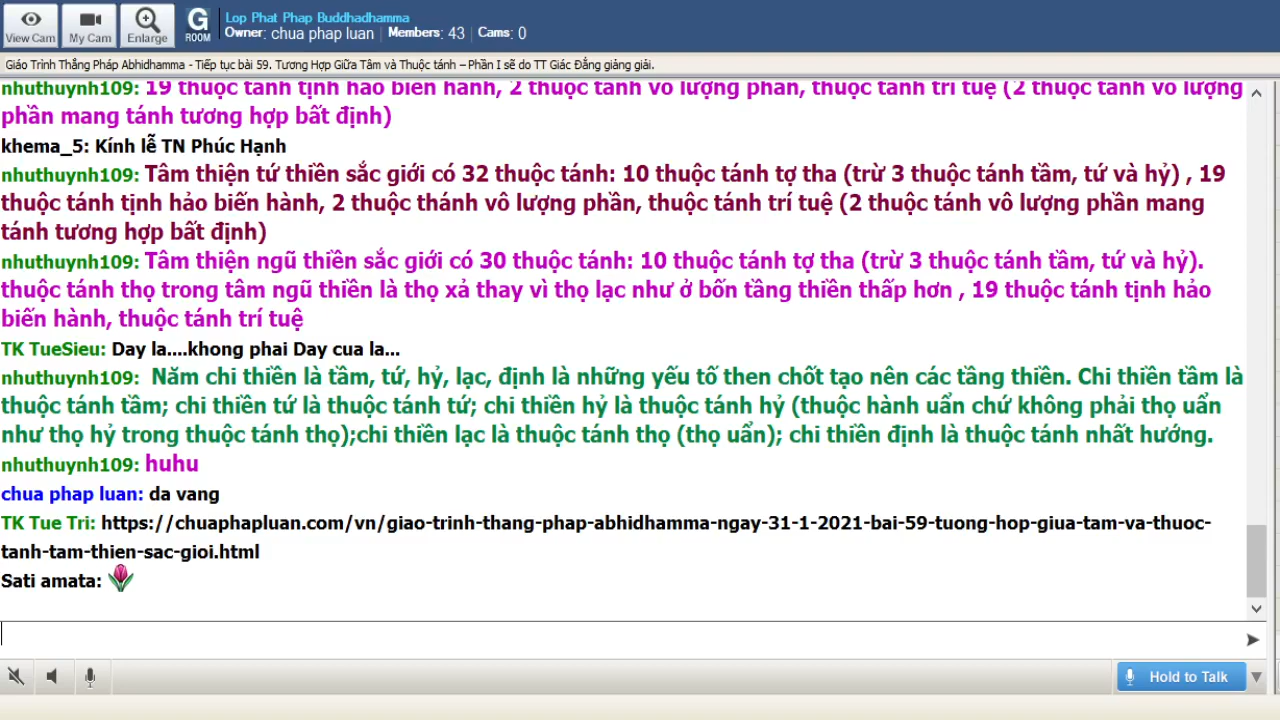 View Cam
My Cam
Enlarge
G
ROOM
Lop Phat Phap Buddhadhamma
Owner: chua phap luan | Members: 43 | Cams: 0
Giáo Trình Thắng Pháp Abhidhamma - Tiếp tục bài 59. Tương Hợp Giữa Tâm và Thuộc tánh – Phần I sẽ do TT Giác Đẳng giảng giải.
nhuthuynh109: 19 thuộc tánh tịnh hảo biến hành, 2 thuộc tánh vô lượng phần, thuộc tánh trí tuệ (2 thuộc tánh vô lượng
phần mang tánh tương hợp bất định)
khema_5: Kính lễ TN Phúc Hạnh
nhuthuynh109: Tâm thiện tứ thiền sắc giới có 32 thuộc tánh: 10 thuộc tánh tợ tha (trừ 3 thuộc tánh tầm, tứ và hỷ) , 19
thuộc tánh tịnh hảo biến hành, 2 thuộc thánh vô lượng phần, thuộc tánh trí tuệ (2 thuộc tánh vô lượng phần mang
tánh tương hợp bất định)
nhuthuynh109: Tâm thiện ngũ thiền sắc giới có 30 thuộc tánh: 10 thuộc tánh tợ tha (trừ 3 thuộc tánh tầm, tứ và hỷ).
thuộc tánh thọ trong tâm ngũ thiền là thọ xả thay vì thọ lạc như ở bốn tầng thiền thấp hơn , 19 thuộc tánh tịnh hảo
biến hành, thuộc tánh trí tuệ
TK TueSieu: Day la....khong phai Day cua la...
nhuthuynh109: Năm chi thiền là tầm, tứ, hỷ, lạc, định là những yếu tố then chốt tạo nên các tầng thiền. Chi thiền tầm là
thuộc tánh tầm; chi thiền tứ là thuộc tánh tứ; chi thiền hỷ là thuộc tánh hỷ (thuộc hành uẩn chứ không phải thọ uẩn
như thọ hỷ trong thuộc tánh thọ);chi thiền lạc là thuộc tánh thọ (thọ uẩn); chi thiền định là thuộc tánh nhất hướng.
nhuthuynh109: huhu
chua phap luan: da vang
TK Tue Tri: https://chuaphapluan.com/vn/giao-trinh-thang-phap-abhidhamma-ngay-31-1-2021-bai-59-tuong-hop-giua-tam-va-thuoc-
tanh-tam-thien-sac-gioi.html
Sati amata:
Hold to Talk